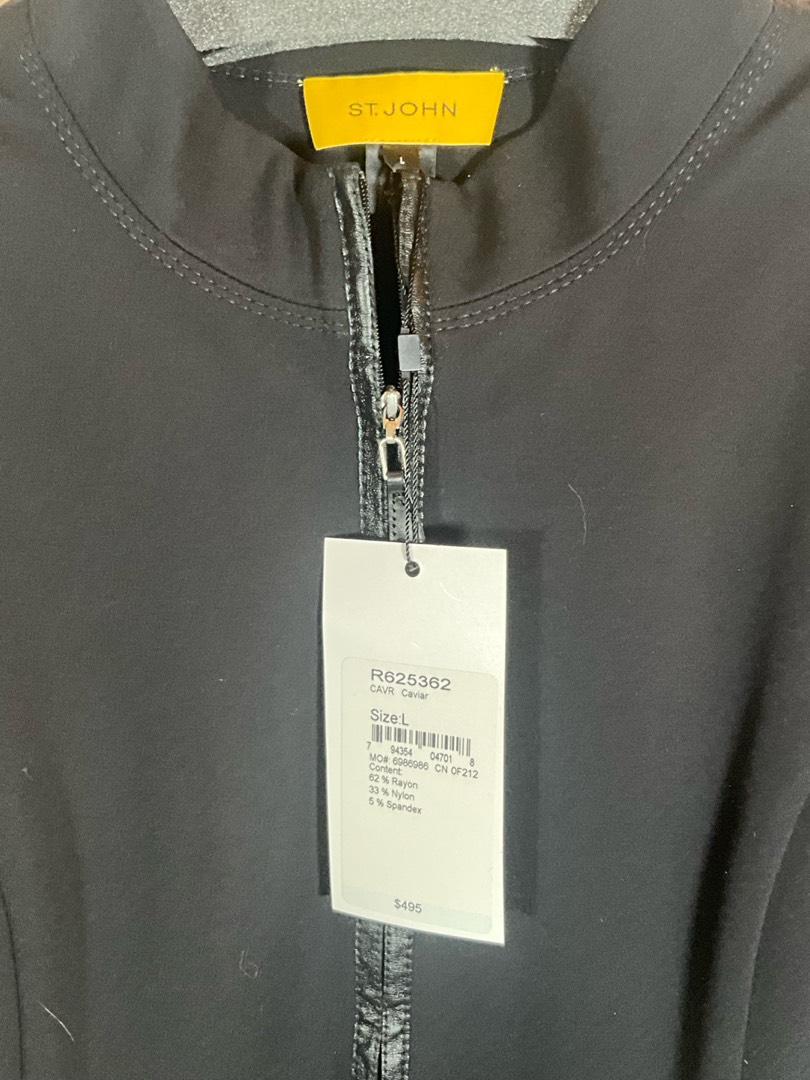 ST. JOHN
L
R625362
CAVR Caviar
Size:L
7 94354 04701 8
MO#: 6986986 CN 0F212
Content:
62 % Rayon
33 % Nylon
5 % Spandex
$495